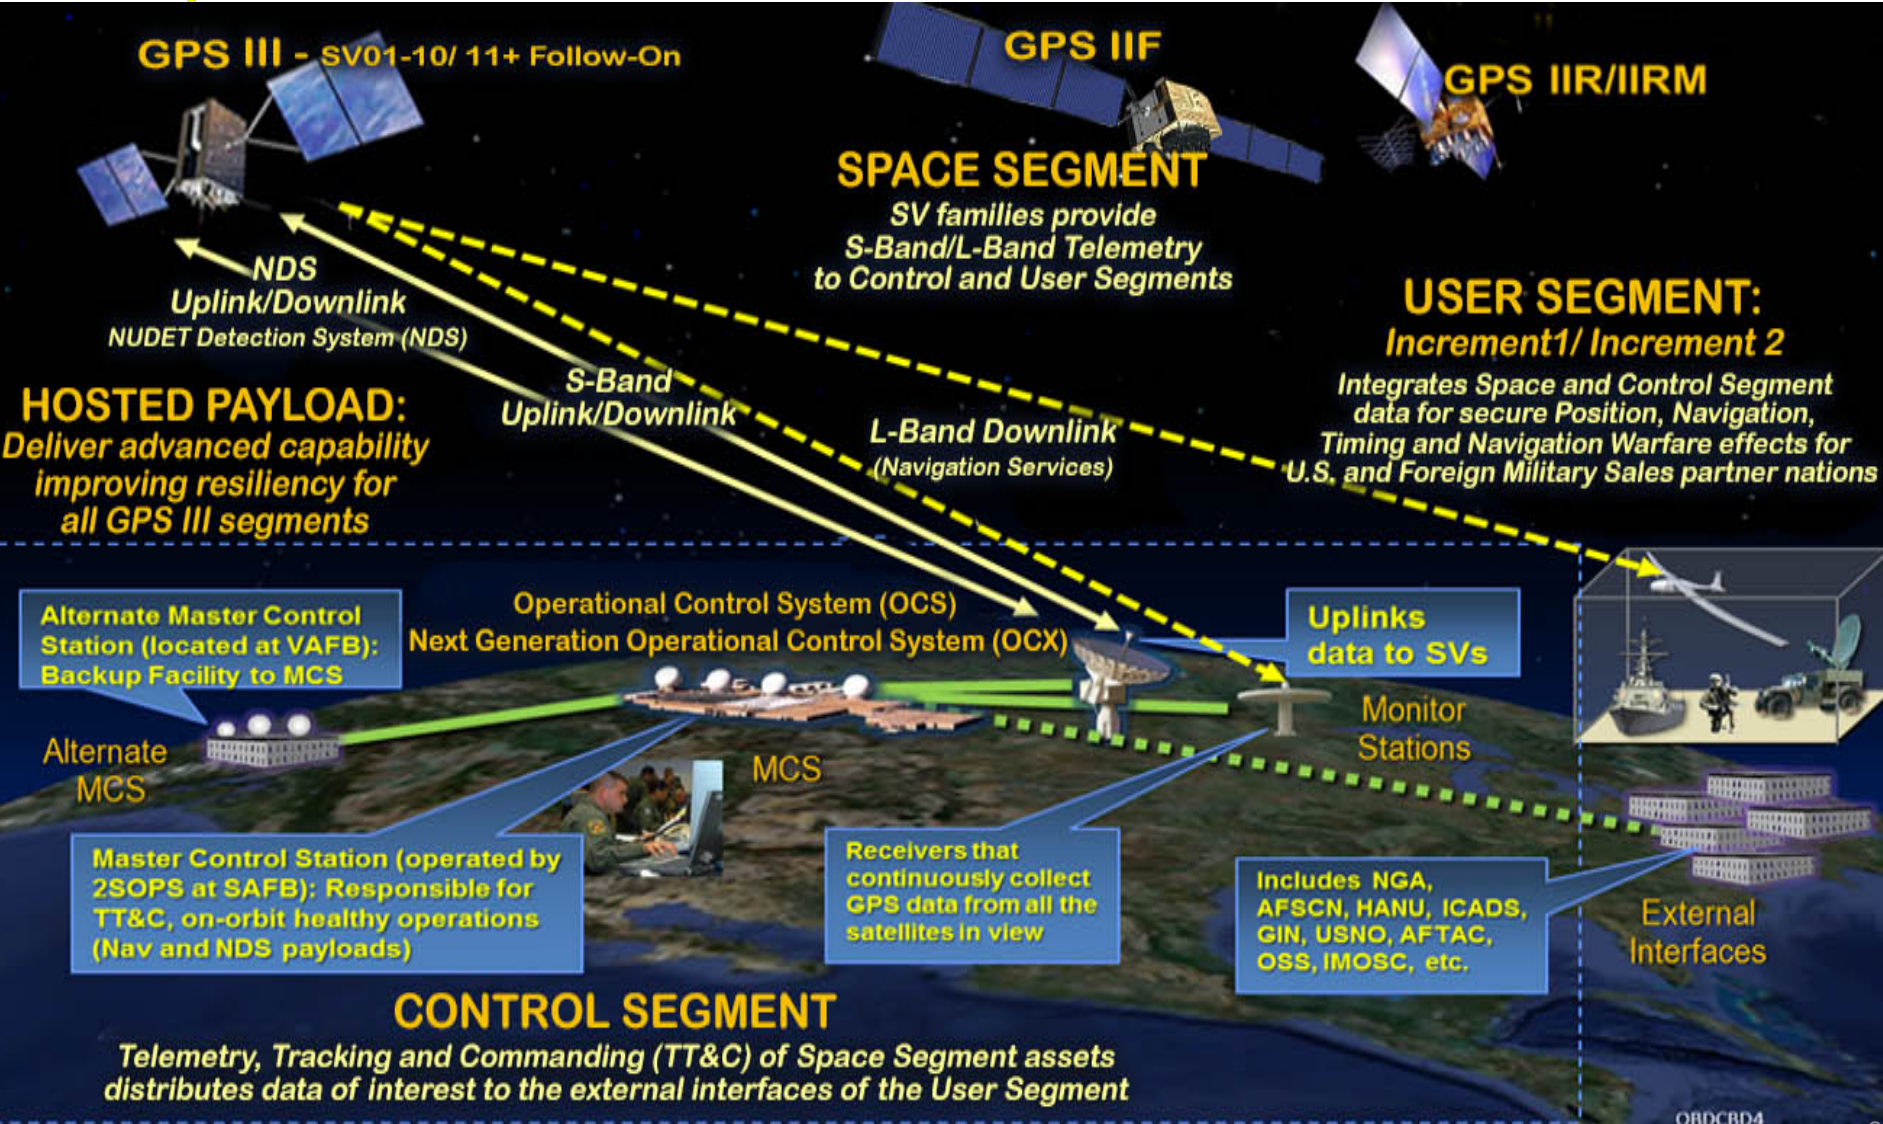 GPS III - SV01-10/ 11+ Follow-On
GPS IIF
GPS IIR/IIRM
SPACE SEGMENT
SV families provide
S-Band/L-Band Telemetry
to Control and User Segments
NDS
Uplink/Downlink
NUDET Detection System (NDS)
USER SEGMENT:
Increment1/ Increment 2
Integrates Space and Control Segment
data for secure Position, Navigation,
Timing and Navigation Warfare effects for
U.S. and Foreign Military Sales partner nations
S-Band
Uplink/Downlink
HOSTED PAYLOAD:
Deliver advanced capability
improving resiliency for
all GPS III segments
L-Band Downlink
(Navigation Services)
Alternate Master Control
Station (located at VAFB):
Backup Facility to MCS
Operational Control System (OCS)
Next Generation Operational Control System (OCX)
Uplinks
data to SVs
Alternate
MCS
MCS
Monitor
Stations
Master Control Station (operated by
2SOPS at SAFB): Responsible for
TT&C, on-orbit healthy operations
(Nav and NDS payloads)
Receivers that
continuously collect
GPS data from all the
satellites in view
Includes NGA,
AFSCN, HANU, ICADS,
GIN, USNO, AFTAC,
OSS, IMOSC, etc.
External
Interfaces
CONTROL SEGMENT
Telemetry, Tracking and Commanding (TT&C) of Space Segment assets
distributes data of interest to the external interfaces of the User Segment